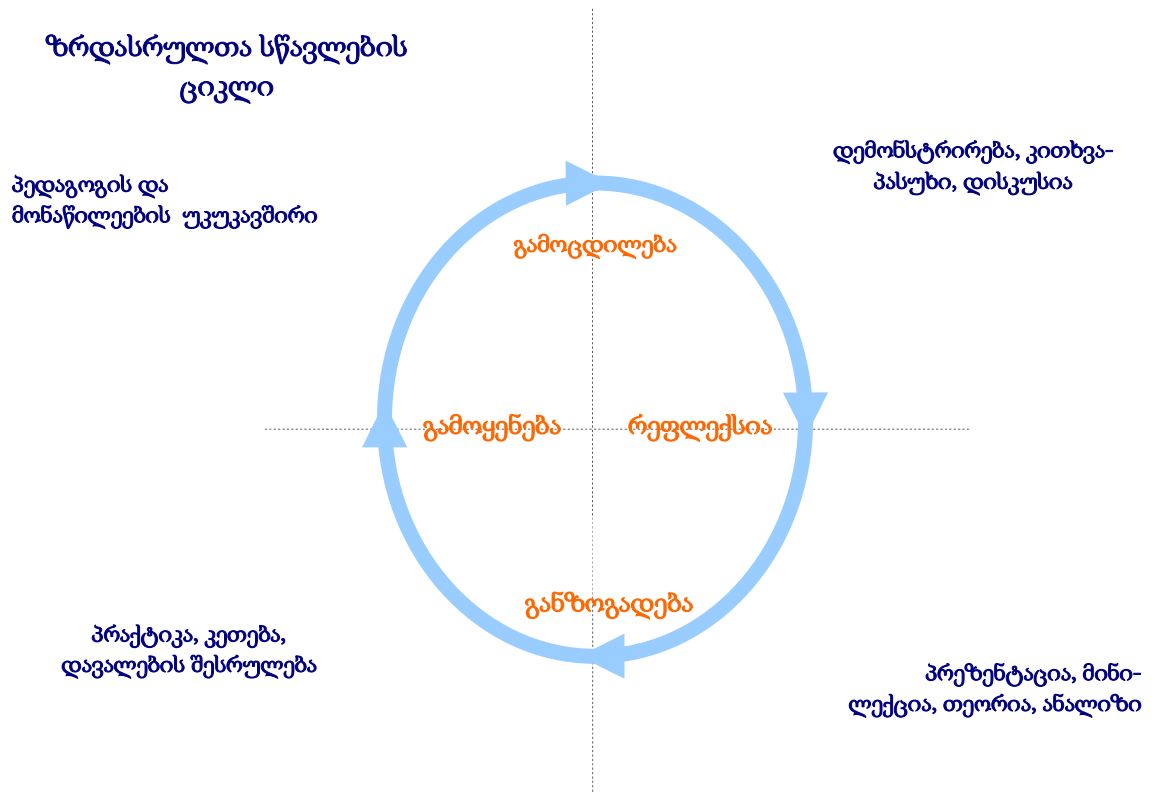 ზრდასრულთა სწავლების
ციკლი
დემონსტრირება, კითხვა-
პასუხი, დისკუსია
პედაგოგის და
მონაწილეების უკუკავშირი
გამოცდილება
გამოყენება
რეფლექსია
განზოგადება
პრაქტიკა, კეთება,
დავალების შესრულება
პრეზენტაცია, მინი-
ლექცია, თეორია, ანალიზი